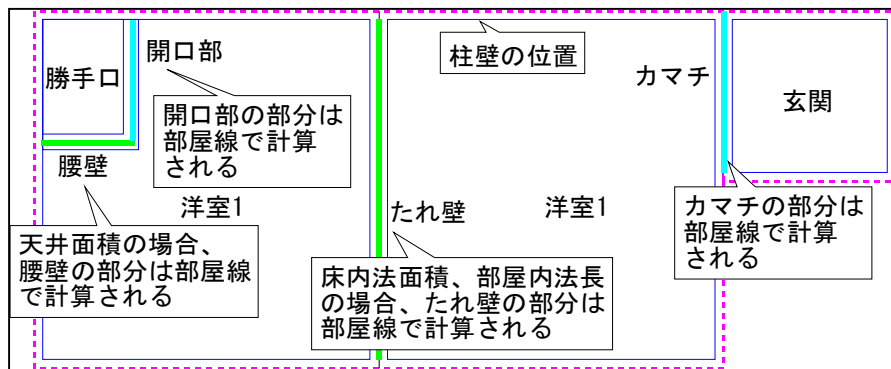 開口部
勝手口
開口部の部分は
部屋線で計算
される
腰壁
洋室1
天井面積の場合、
腰壁の部分は部屋線
で計算される
柱壁の位置
たれ壁
洋室1
床内法面積、部屋内法長
の場合、たれ壁の部分は
部屋線で計算される
カマチ
玄関
カマチの部分は
部屋線で計算
される